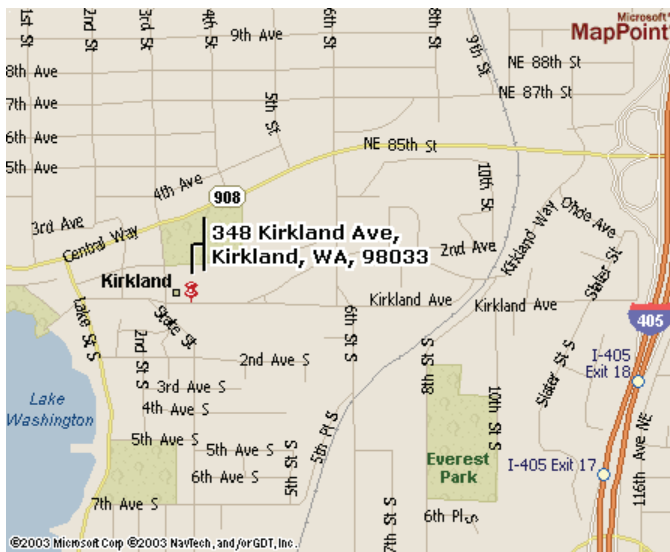 Microsoft
MapPoint
1st St
2nd St
3rd St
4th St
6th St
8th St
9th St
9th Ave
8th Ave
NE 88th St
7th Ave
NE 87th St
5th St
6th Ave
NE 85th St
5th Ave
4th Ave
10th St
908
3rd Ave
Central Way
348 Kirkland Ave,
Kirkland, WA, 98033
2nd Ave
Kirkland Way
Ohde Ave
Slater St
Kirkland
Kirkland Ave
Kirkland Ave
405
Lake St S
State St
2nd St S
6th St S
8th St S
10th St S
Slater St S
I-405
Exit 18
2nd Ave S
3rd Ave S
4th Ave S
Lake
Washington
5th Ave S
5th Ave S
6th Ave S
7th Ave S
5th St S
5th Pl S
Everest
Park
I-405 Exit 17
116th Ave NE
6th Pl S
©2003 Microsoft Corp ©2003 NavTech, and/or GDT, Inc.